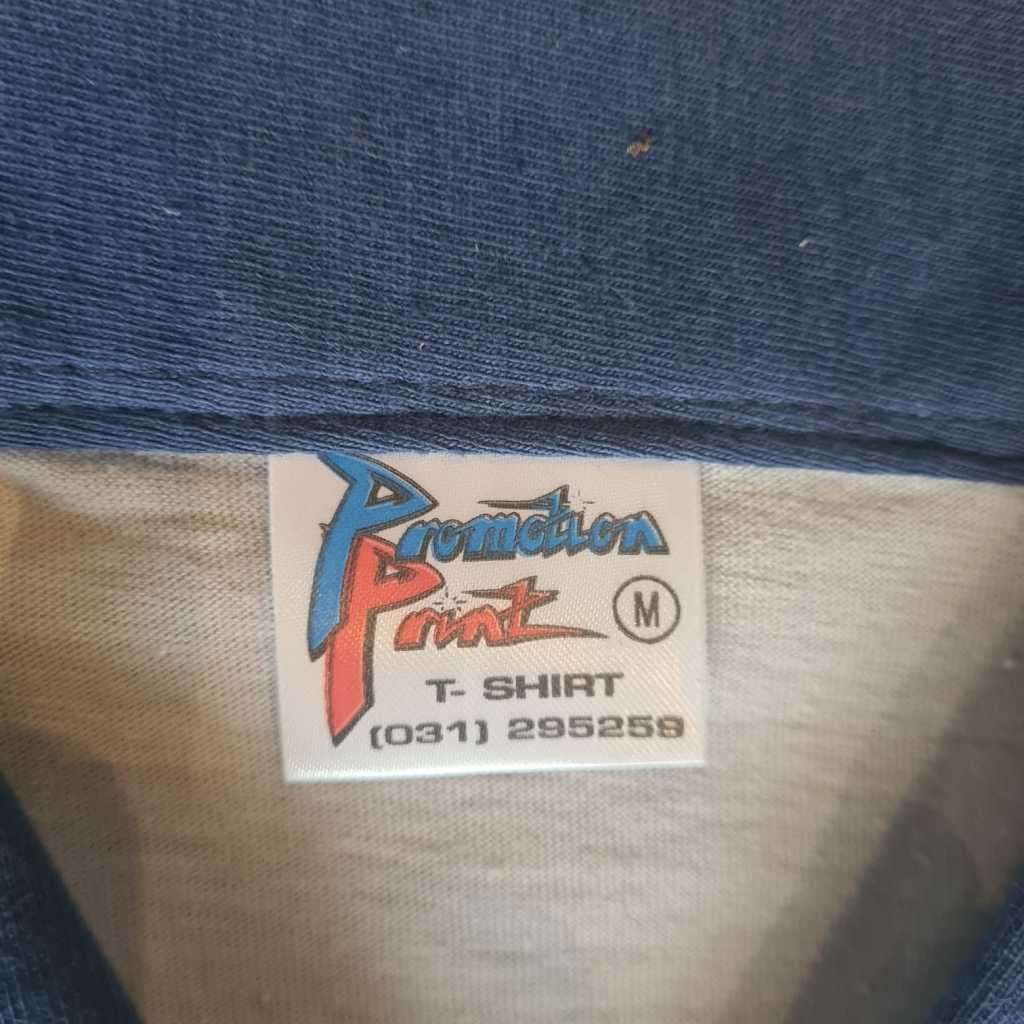 Promotion
Print
M
T- SHIRT
(031) 295259